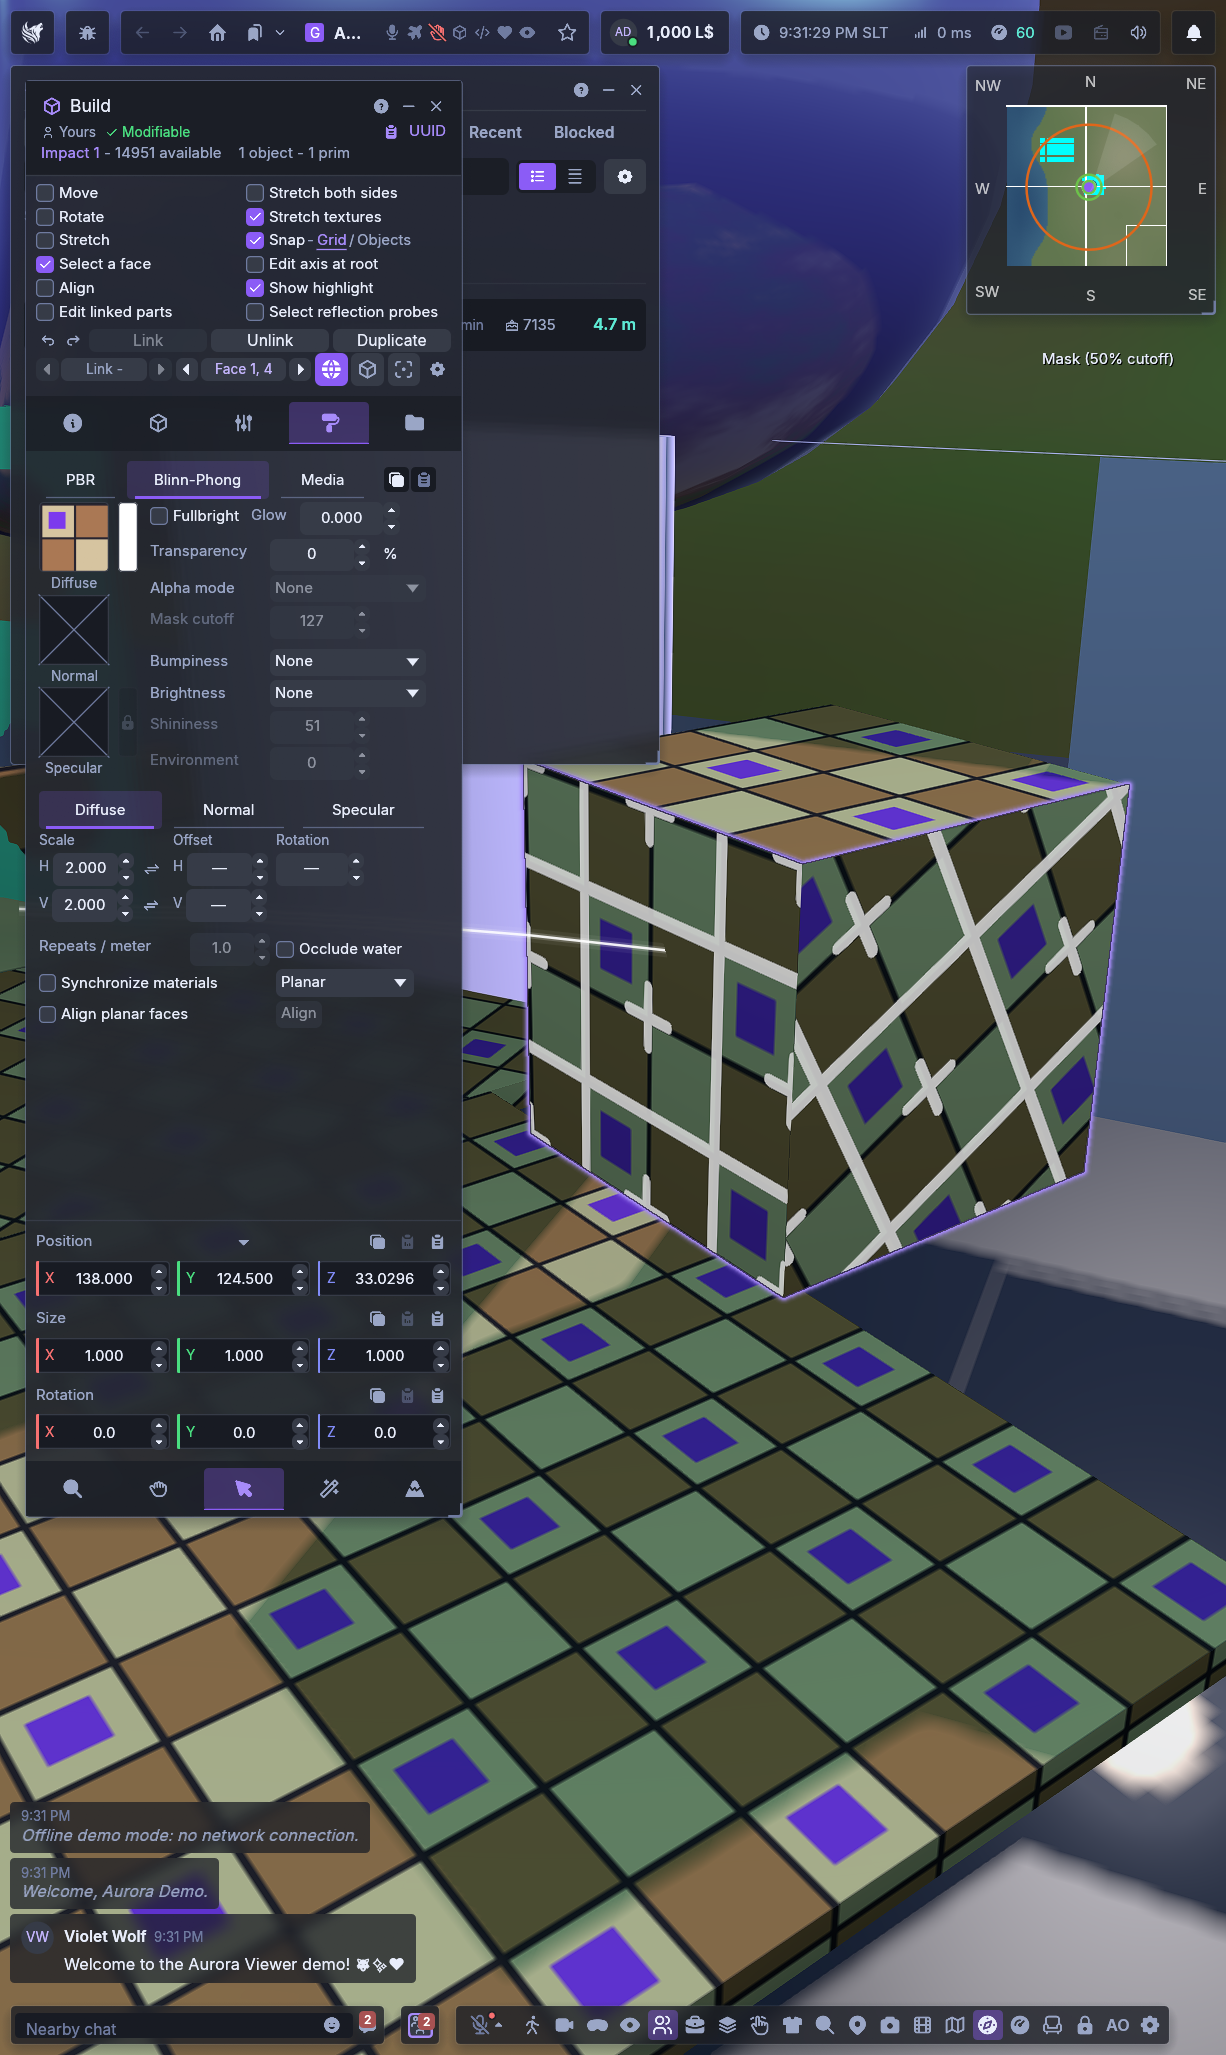 G A...
AD 1,000 L$
9:31:29 PM SLT
0 ms
60
Build
Yours Modifiable
UUID
Impact 1 - 14951 available 1 object - 1 prim
Recent Blocked
Move Stretch both sides
Rotate Stretch textures
Stretch Snap - Grid / Objects
Select a face Edit axis at root
Align Show highlight
Edit linked parts Select reflection probes
min 7135 4.7 m
Link Unlink Duplicate
Link - Face 1, 4
NW N NE
W E
SW S SE
Mask (50% cutoff)
PBR Blinn-Phong Media
Fullbright Glow 0.000
Transparency 0 %
Diffuse
Alpha mode None
Mask cutoff 127
Bumpiness None
Normal
Brightness None
Shininess 51
Environment 0
Specular
Diffuse Normal Specular
Scale Offset Rotation
H 2.000 H — —
V 2.000 V —
Repeats / meter 1.0 Occlude water
Synchronize materials Planar
Align planar faces Align
Position
X 138.000 Y 124.500 Z 33.0296
Size
X 1.000 Y 1.000 Z 1.000
Rotation
X 0.0 Y 0.0 Z 0.0
9:31 PM
Offline demo mode: no network connection.
9:31 PM
Welcome, Aurora Demo.
VW Violet Wolf 9:31 PM
Welcome to the Aurora Viewer demo!
Nearby chat 2 2 AO